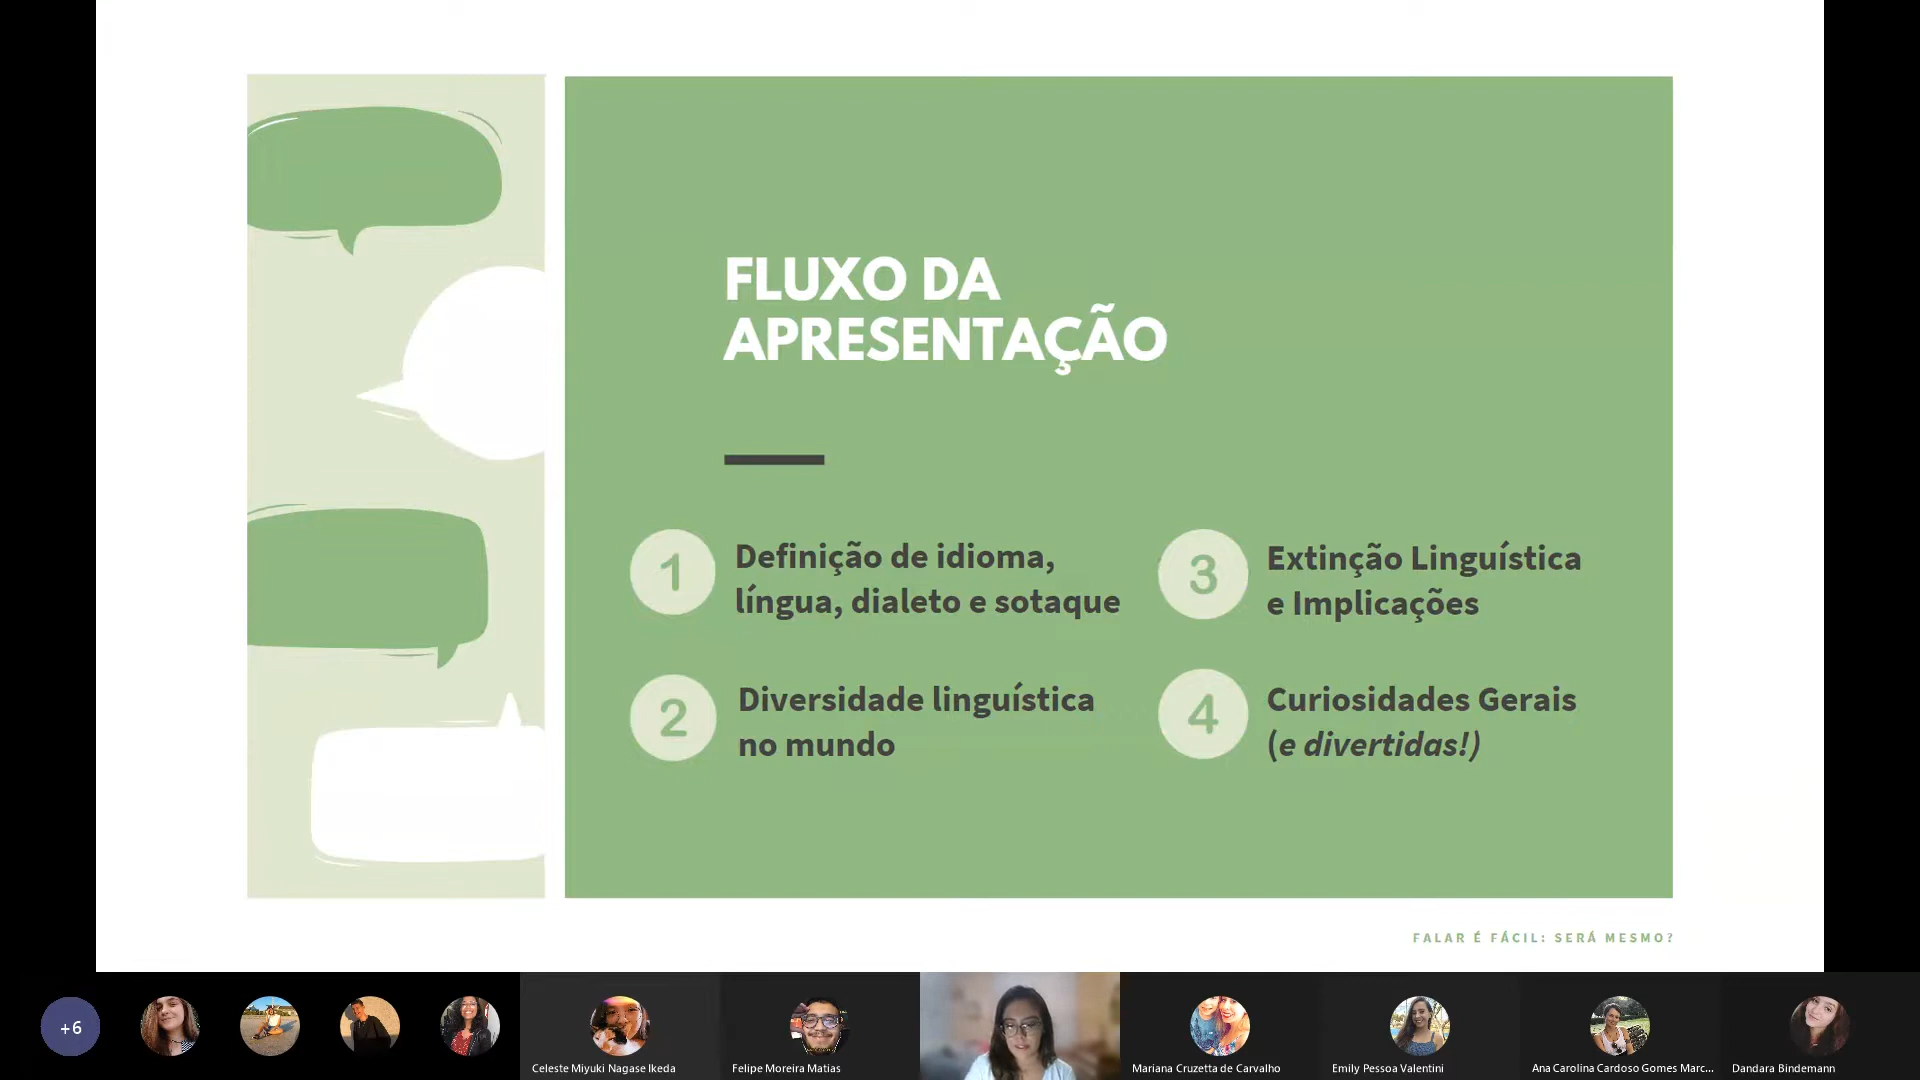 FLUXO DA
APRESENTAÇÃO
1
Definição de idioma,
língua, dialeto e sotaque
2
Diversidade linguística
no mundo
3
Extinção Linguística
e Implicações
4
Curiosidades Gerais
(e divertidas!)
FALAR É FÁCIL: SERÁ MESMO?
+6
Celeste Miyuki Nagase Ikeda
Felipe Moreira Matias
Mariana Cruzetta de Carvalho
Emily Pessoa Valentini
Ana Carolina Cardoso Gomes Marc...
Dandara Bindemann